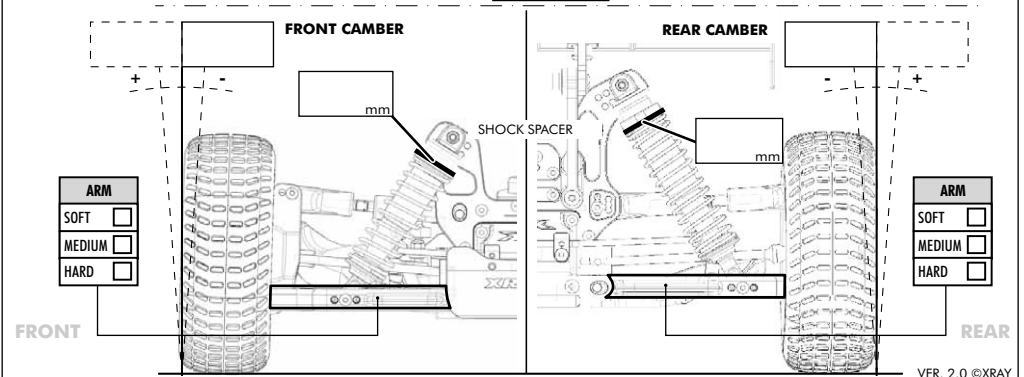 FRONT CAMBER
REAR CAMBER
+ -
- +
mm
SHOCK SPACER
mm
ARM
SOFT
MEDIUM
HARD
ARM
SOFT
MEDIUM
HARD
FRONT
REAR
VER. 2.0 ©XRAY